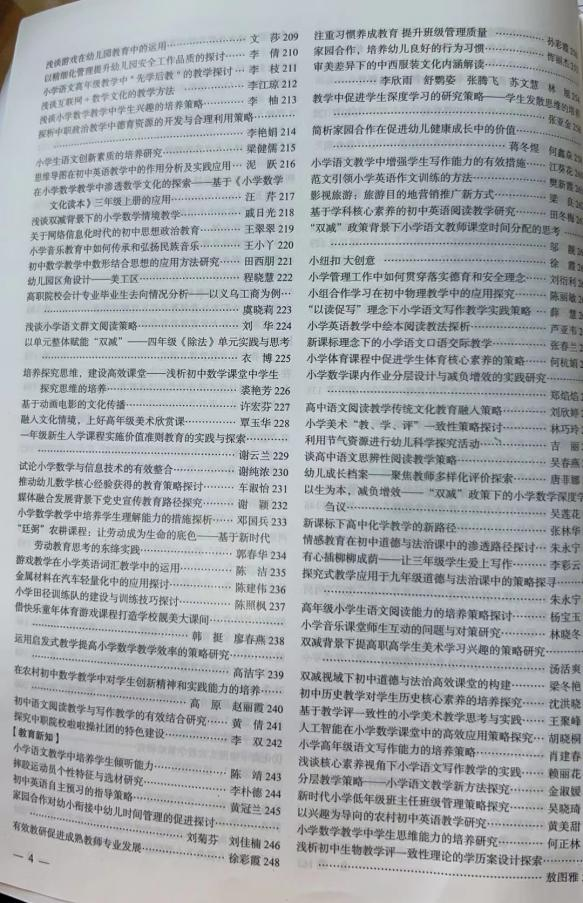 浅谈游戏在幼儿园教育中的运用……文 莎 209
以精细化管理提升幼儿园安全工作品质的探讨……李 倩 210
小学语文高年级教学中“先学后教”的教学探讨……李 枝 211
浅谈互联网+数学文化的教学方法……李江琼 212
浅谈小学数学教学中学生兴趣的培养策略……李 柚 213
探析中职政治教学中德育资源的开发与合理利用策略……
……李艳娟 214
小学生语文创新素质的培养研究……梁健儒 215
思维导图在初中英语教学中的作用分析及实践应用……泥 跃 216
在小学数学教学中渗透数学文化的探索——基于《小学数学
文化读本》三年级上册的应用……汪 芹 217
浅谈双减背景下的小学数学情境教学……戚日光 218
关于网络信息化时代的初中思想政治教育……王翠翠 219
小学音乐教育中如何传承和弘扬民族音乐……王小丫 220
初中数学教学中数形结合思想的应用方法研究……田西朋 221
幼儿园区角设计——美工区……程晓慧 222
高职院校会计专业毕业生去向情况分析——以义乌工商为例…
……虞晓莉 223
浅谈小学语文群文阅读策略……刘 华 224
以单元整体赋能“双减”——四年级《除法》单元实践与思考
……衣 博 225
培养探究思维，建设高效课堂——浅析初中数学课堂中学生
探究思维的培养……裘艳芳 226
基于动画电影的文化传播……许宏芬 227
融入文化情境，上好高年级美术欣赏课……覃玉华 228
一年级新生入学课程实施价值准则教育的实践与探索……
……谢云兰 229
试论小学数学与信息技术的有效整合……谢纯浓 230
推动幼儿数学核心经验获得的教育策略探讨……车淑怡 231
媒体融合发展背景下党史宣传教育路径探究……谢 颖 232
小学数学教学中培养学生理解能力的措施探析……邓国兵 233
“廷弼”农耕课程：让劳动成为生命的底色——基于新时代
劳动教育思考的东绛实践……郭春华 234
游戏教学在小学英语词汇教学中的运用……陈 洁 235
金属材料在汽车轻量化中的应用探讨……陈建伟 236
小学田径训练队的建设与训练技巧探讨……陈照枫 237
借快乐童年体育游戏课程打造学校靓美大课间……
……韩 挺 廖春燕 238
运用启发式教学提高小学数学教学效率的策略研究……
……高洁宇 239
在农村初中数学教学中对学生创新精神和实践能力的培养……
……高 原 赵丽霞 240
初中语文阅读教学与写作教学的有效结合研究……黄 倩 241
探究中职院校啦啦操社团的特色建设……李 双 242
【教育新知】
小学语文教学中培养学生倾听能力……陈 靖 243
摔跤运动员个性特征与选材研究……李朴德 244
初中英语自主预习的指导策略……黄冠兰 245
家园合作对幼小衔接中幼儿时间管理的促进探讨……
……刘菊芬 刘佳楠 246
有效教研促进成熟教师专业发展……徐彩霞 248
— 4 —
注重习惯养成教育 提升班级管理质量……孙彩霞
家园合作，培养幼儿良好的行为习惯……
审美差异下的中西服装文化内涵解读……
……李欣雨 舒鹦姿 张腾飞 苏文慧 林
教学中促进学生深度学习的研究策略——学生发散思维的培
……张亚
简析家园合作在促进幼儿健康成长中的价值……
……蒋冬煜 何鑫
小学语文教学中增强学生写作能力的有效措施……江葵花
范文引领小学英语作文训练的方法……樊新霞
影视旅游：旅游目的地营销推广新方式……梁 良
基于学科核心素养的初中英语阅读教学研究……田冬梅
“双减”政策背景下小学语文教师课堂时间分配的思考……
……邬 靓
小纽扣 大创意……徐 霞
小学管理工作中如何贯穿落实德育和安全理念……刘衍利
小组合作学习在初中物理教学中的应用探究……陈丽敏
“以读促写”理念下小学语文写作教学实践策略……薛 慧
小学英语教学中绘本阅读教法探析……芦亚
新课标理念下的小学语文口语交际教学……张春兰
小学体育课程中促进学生体育核心素养的策略……何杭娟
小学数学课内作业分层设计与减负增效的实践研究……
……郑焰焰
高中语文阅读教学传统文化教育融入策略……刘欣婷
小学美术“教、学、评”一致性策略探讨……林巧玲
利用节气资源进行幼儿科学探究活动……吉 丽
谈高中语文思辨性阅读教学策略……吴春燕
幼儿成长档案——聚焦教师多样化评价探索……唐菲娜
以生为本，减负增效——“双减”政策下的小学数学深度学
刍议……吴莲花
新课标下高中化学教学的新路径……张林华
情感教育在初中道德与法治课中的渗透路径探讨……朱永宁
有心插柳柳成荫——让三年级学生爱上写作……李彩云
探究式教学应用于九年级道德与法治课中的策略探寻……
……朱永宁
高年级小学生语文阅读能力的培养策略探讨……杨宝玉
小学音乐课堂师生互动的问题与对策研究……林晓冬
双减背景下提高职高学生美术学习兴趣的策略研究……
……汤活爽
双减视域下初中道德与法治高效课堂的构建……梁冬艳
初中历史教学对学生历史核心素养的培养探究……沈洪晓
基于教学评一致性的小学美术教学思考与实践……王聚峰
人工智能在小学数学课堂中的高效应用策略探究……胡晓桐
小学高年级语文写作能力的培养策略……肖建春
浅谈核心素养视角下小学语文写作教学的实践……赖丽花
分层教学策略——小学语文教学新方法探究……金淑媛
新时代小学低年级班主任班级管理策略探究……吴晓琦
以兴趣为导向的农村初中英语教学研究……黄美甜
小学数学教学中学生思维能力的培养研究……何正林
浅析初中生物教学评一致性理论的学历案设计探索……
……敖图雅